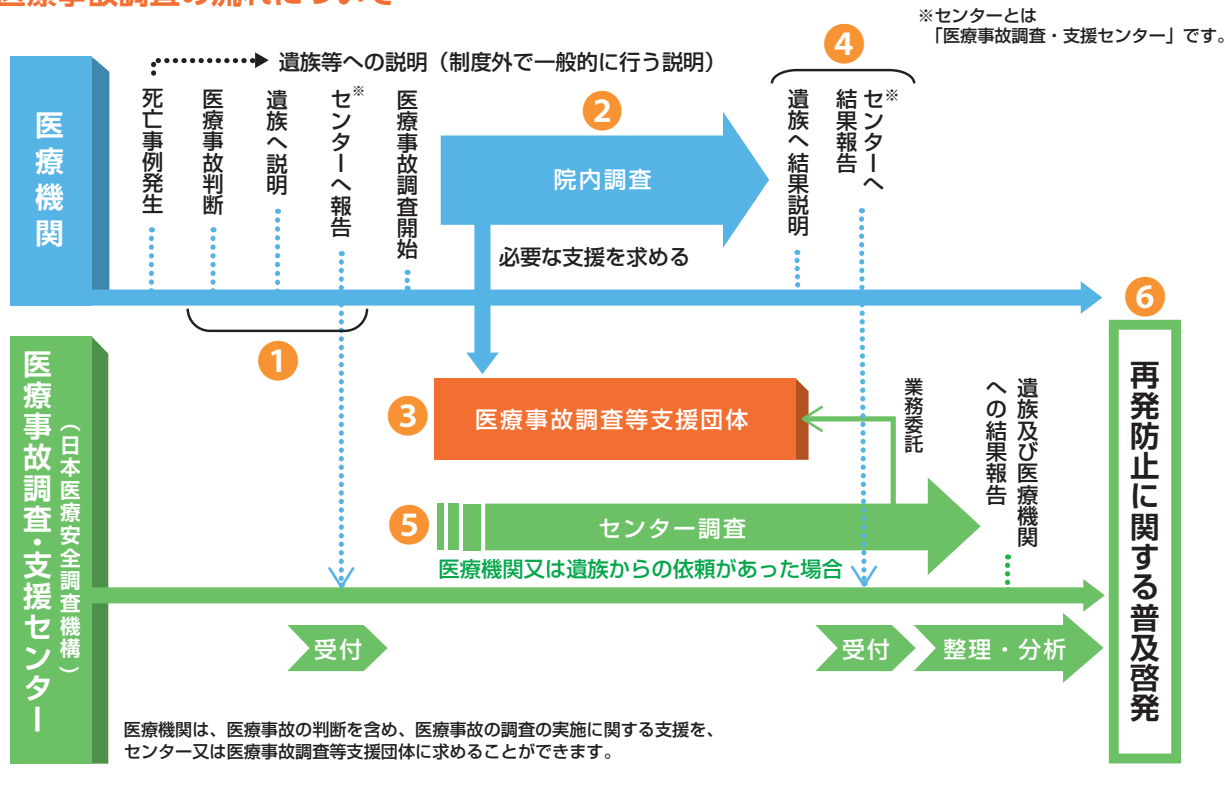 医療事故調査の流れについて
※センターとは
「医療事故調査・支援センター」です。
医療機関
遺族等への説明（制度外で一般的に行う説明）
死亡事例発生
医療事故判断
遺族へ説明
センター※へ報告
医療事故調査開始
2
院内調査
必要な支援を求める
4
遺族へ結果説明
センター※へ
結果報告
1
6
再発防止に関する普及啓発
医療事故調査・支援センター
（日本医療安全調査機構）
3
医療事故調査等支援団体
業務委託
遺族及び医療機関
への結果報告
5
センター調査
医療機関又は遺族からの依頼があった場合
受付
受付
整理・分析
医療機関は、医療事故の判断を含め、医療事故の調査の実施に関する支援を、
センター又は医療事故調査等支援団体に求めることができます。